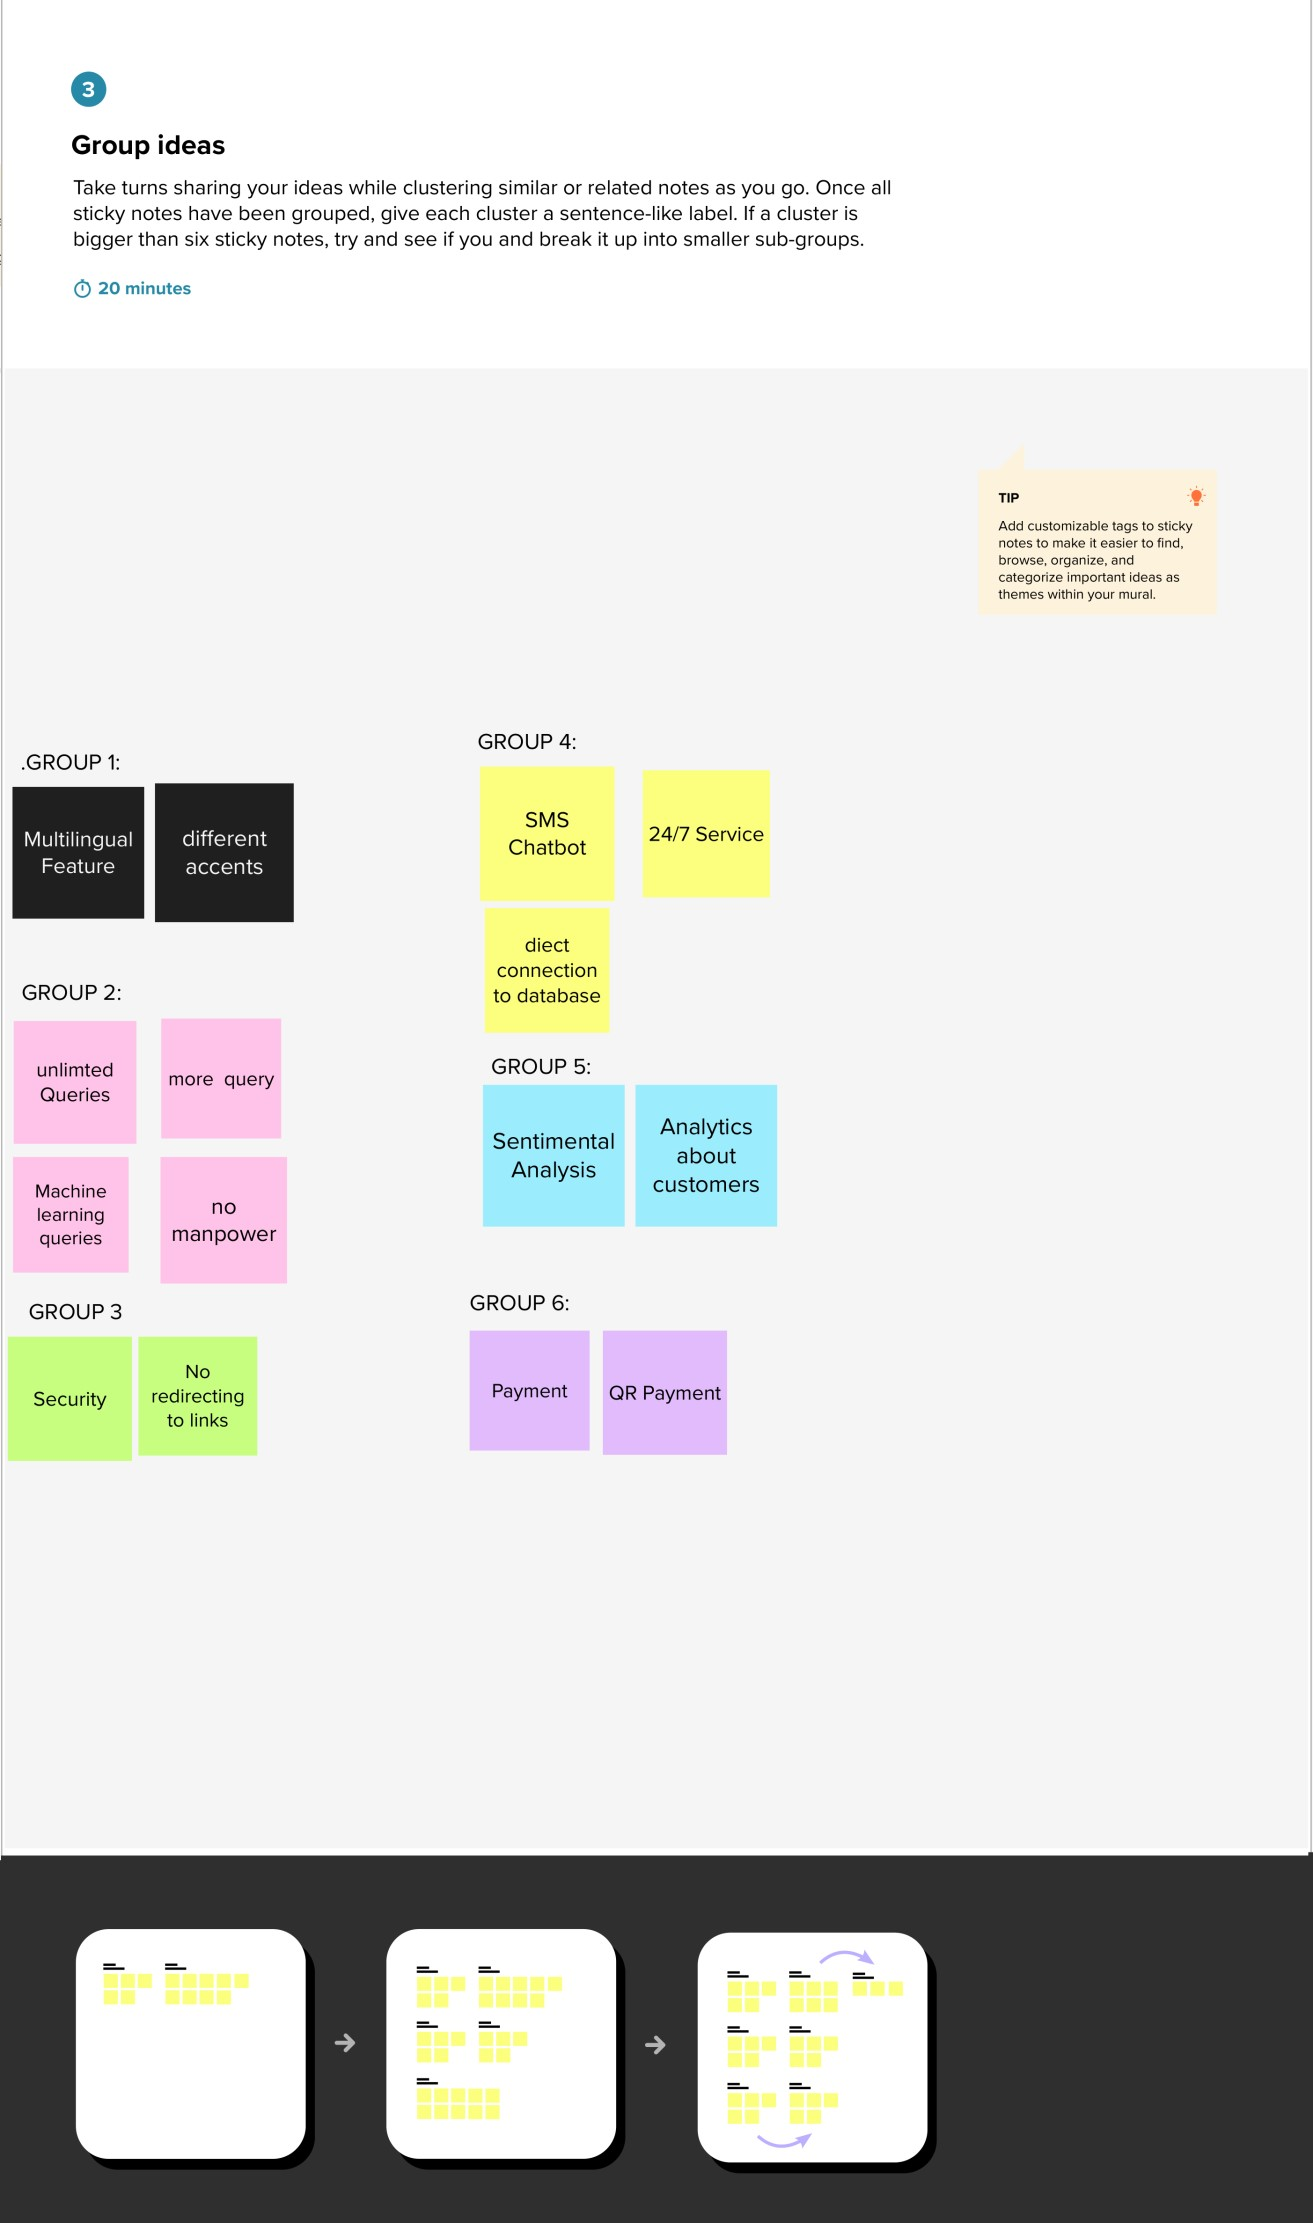 3
Group ideas
Take turns sharing your ideas while clustering similar or related notes as you go. Once all
sticky notes have been grouped, give each cluster a sentence-like label. If a cluster is
bigger than six sticky notes, try and see if you and break it up into smaller sub-groups.
20 minutes
TIP
Add customizable tags to sticky
notes to make it easier to find,
browse, organize, and
categorize important ideas as
themes within your mural.
.GROUP 1:
Multilingual
Feature
different
accents
GROUP 2:
unlimted
Queries
more  query
Machine
learning
queries
no
manpower
GROUP 3
Security
No
redirecting
to links
GROUP 4:
SMS
Chatbot
24/7 Service
diect
connection
to database
GROUP 5:
Sentimental
Analysis
Analytics
about
customers
GROUP 6:
Payment
QR Payment